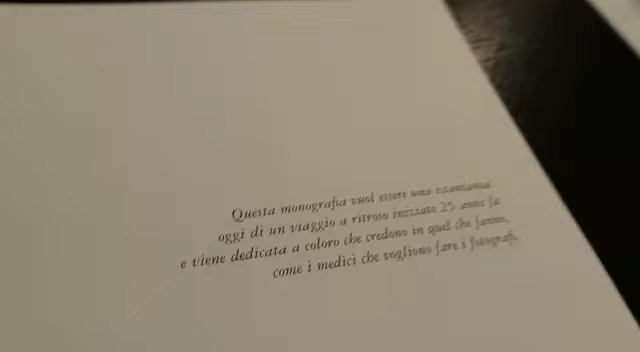 Questa monografia vuol essere una istantanea
oggi di un viaggio a ritroso iniziato 25 anni fa
e viene dedicata a coloro che credono in quel che fanno,
come i medici che vogliono fare i fotografi.